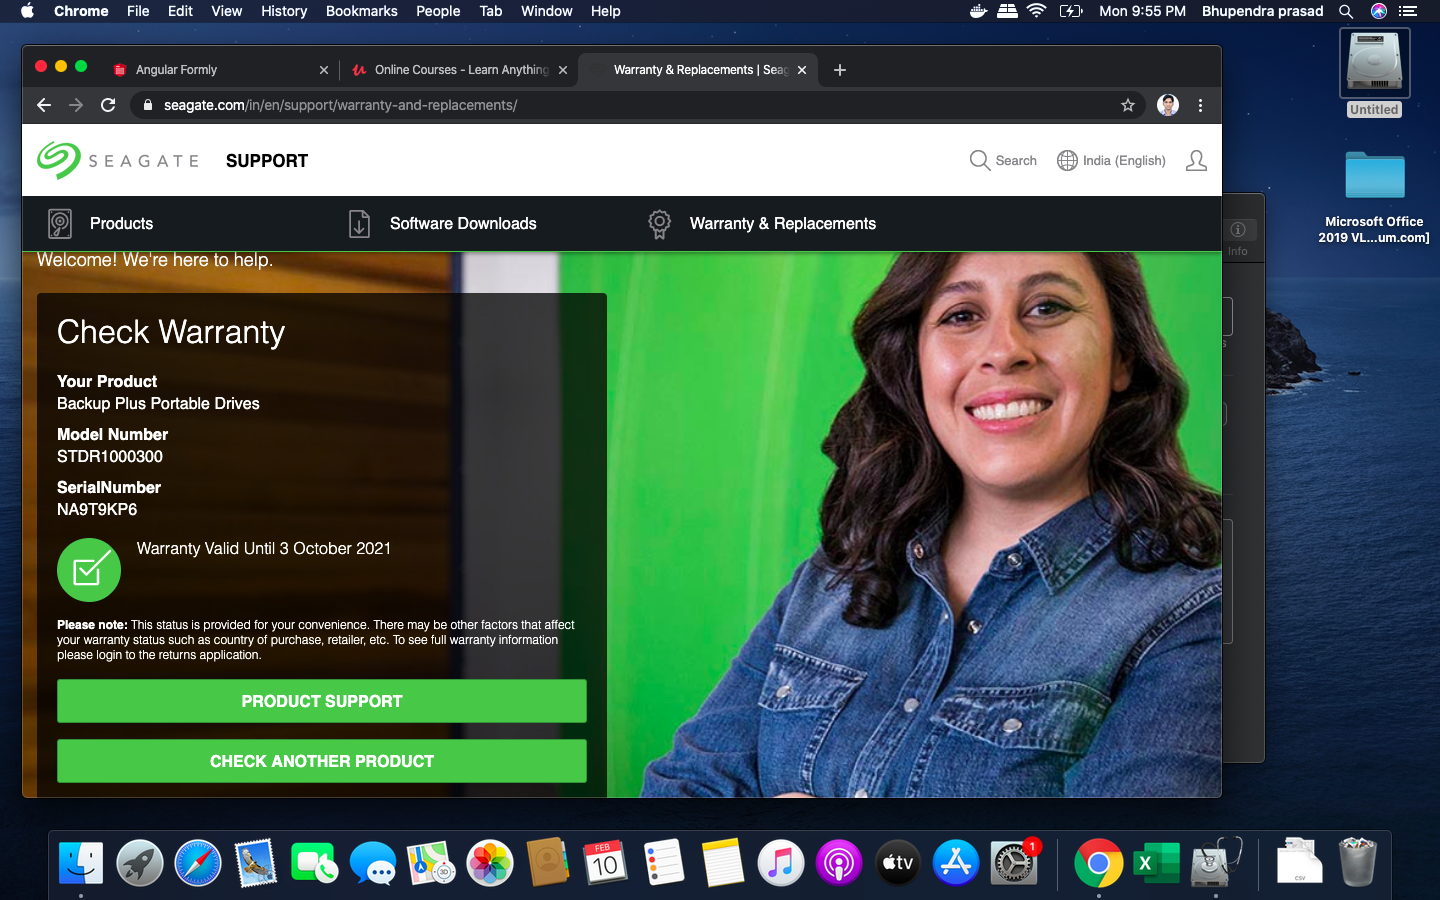 Chrome File Edit View History Bookmarks People Tab Window Help
Mon 9:55 PM Bhupendra prasad
Angular Formly
Online Courses - Learn Anything
Warranty & Replacements | Seag
seagate.com/in/en/support/warranty-and-replacements/
SEAGATE SUPPORT
Search India (English)
Products Software Downloads Warranty & Replacements
Welcome! We're here to help.
Check Warranty
Your Product
Backup Plus Portable Drives
Model Number
STDR1000300
SerialNumber
NA9T9KP6
Warranty Valid Until 3 October 2021
Please note: This status is provided for your convenience. There may be other factors that affect
your warranty status such as country of purchase, retailer, etc. To see full warranty information
please login to the returns application.
PRODUCT SUPPORT
CHECK ANOTHER PRODUCT
Untitled
Microsoft Office
2019 VL...um.com]
Info
FEB
10
3D
tv
1
X
CSV